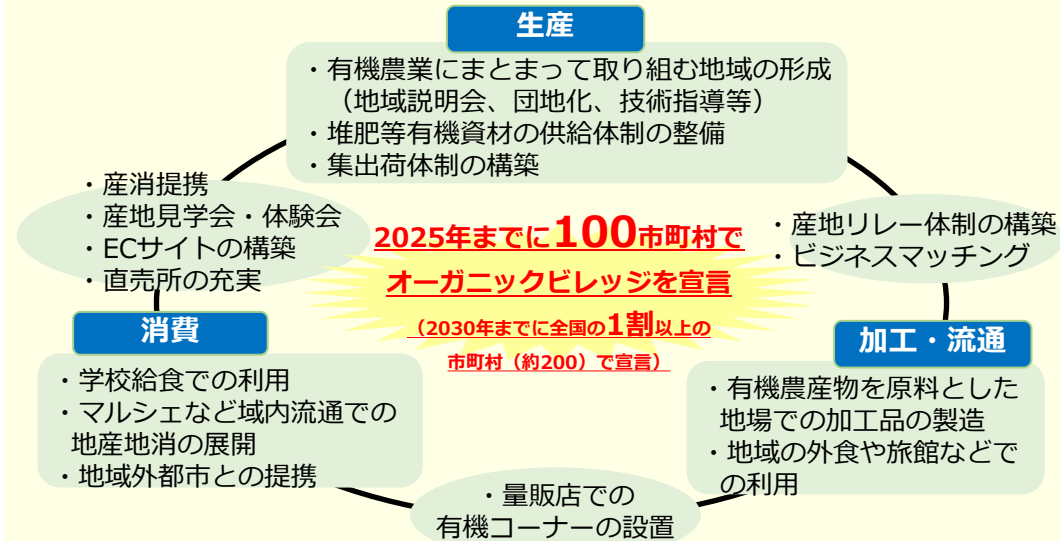 生産
・有機農業にまとまって取り組む地域の形成
（地域説明会、団地化、技術指導等）
・堆肥等有機資材の供給体制の整備
・集出荷体制の構築
・産消提携
・産地見学会・体験会
・ECサイトの構築
・直売所の充実
2025年までに100市町村で
オーガニックビレッジを宣言
（2030年までに全国の1割以上の
市町村（約200）で宣言）
・産地リレー体制の構築
・ビジネスマッチング
消費
・学校給食での利用
・マルシェなど域内流通での
地産地消の展開
・地域外都市との提携
加工・流通
・有機農産物を原料とした
地場での加工品の製造
・地域の外食や旅館などで
の利用
・量販店での
有機コーナーの設置